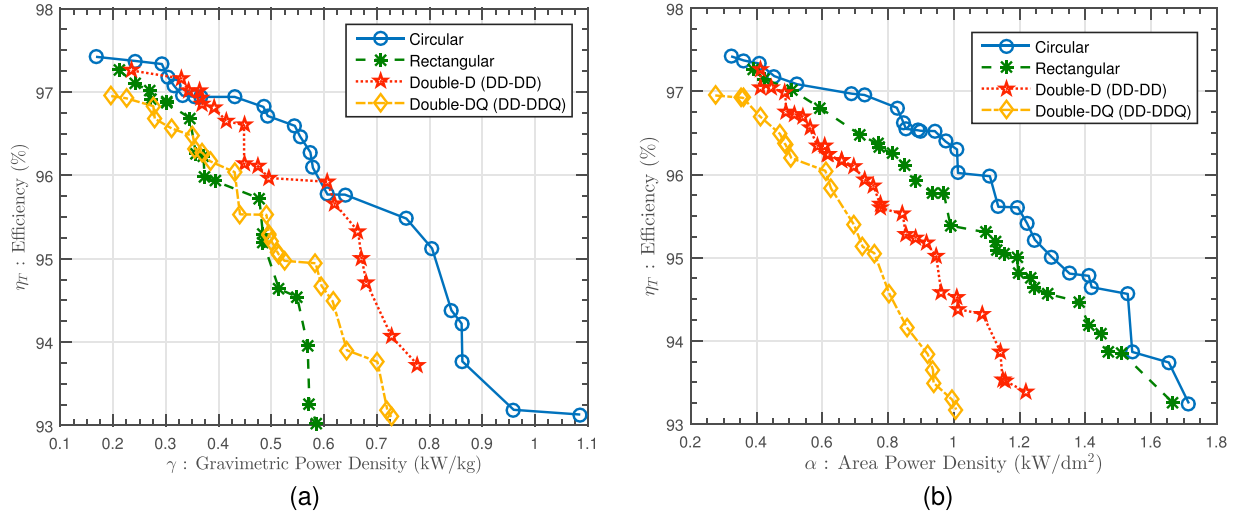 98
97
96
95
94
93
η_T : Efficiency (%)
Circular
Rectangular
Double-D (DD-DD)
Double-DQ (DD-DDQ)
0.1 0.2 0.3 0.4 0.5 0.6 0.7 0.8 0.9 1 1.1
γ : Gravimetric Power Density (kW/kg)
(a)
98
97
96
95
94
93
η_T : Efficiency (%)
Circular
Rectangular
Double-D (DD-DD)
Double-DQ (DD-DDQ)
0.2 0.4 0.6 0.8 1 1.2 1.4 1.6 1.8
α : Area Power Density (kW/dm²)
(b)